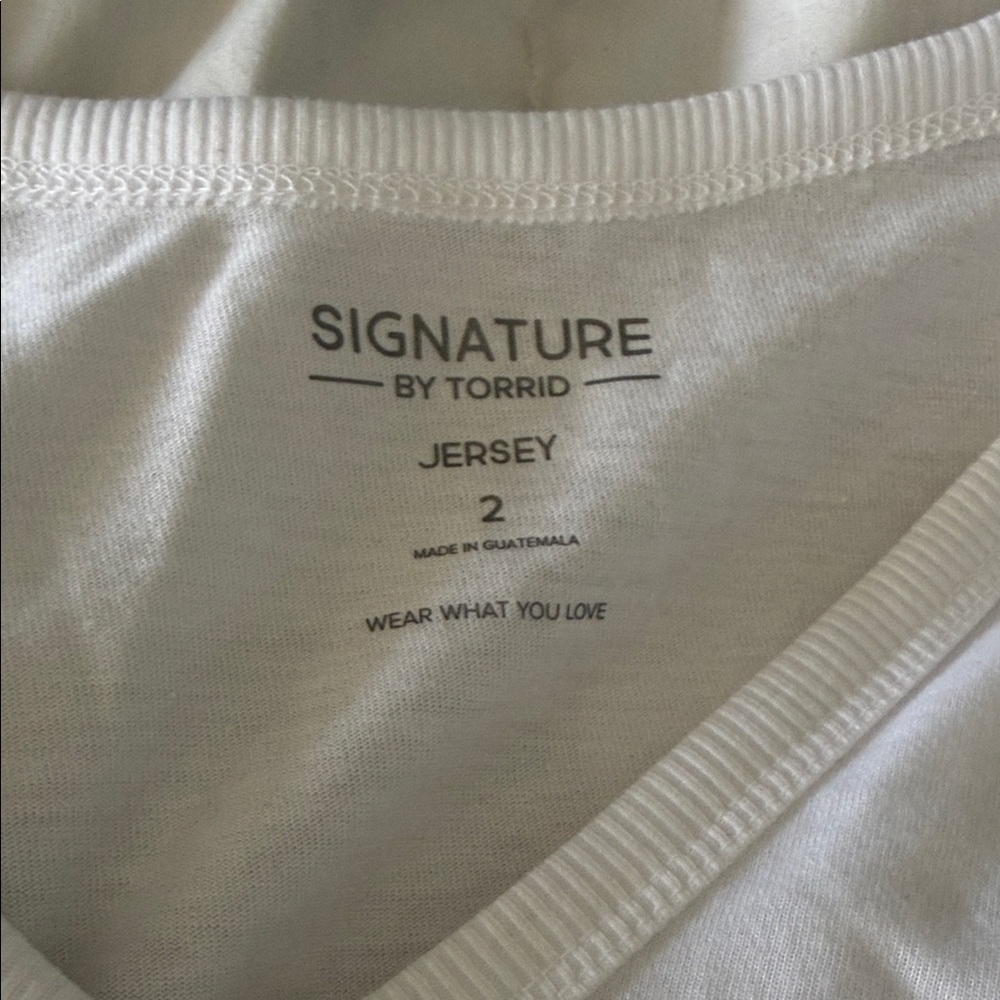 SIGNATURE
BY TORRID
JERSEY
2
MADE IN GUATEMALA
WEAR WHAT YOU LOVE